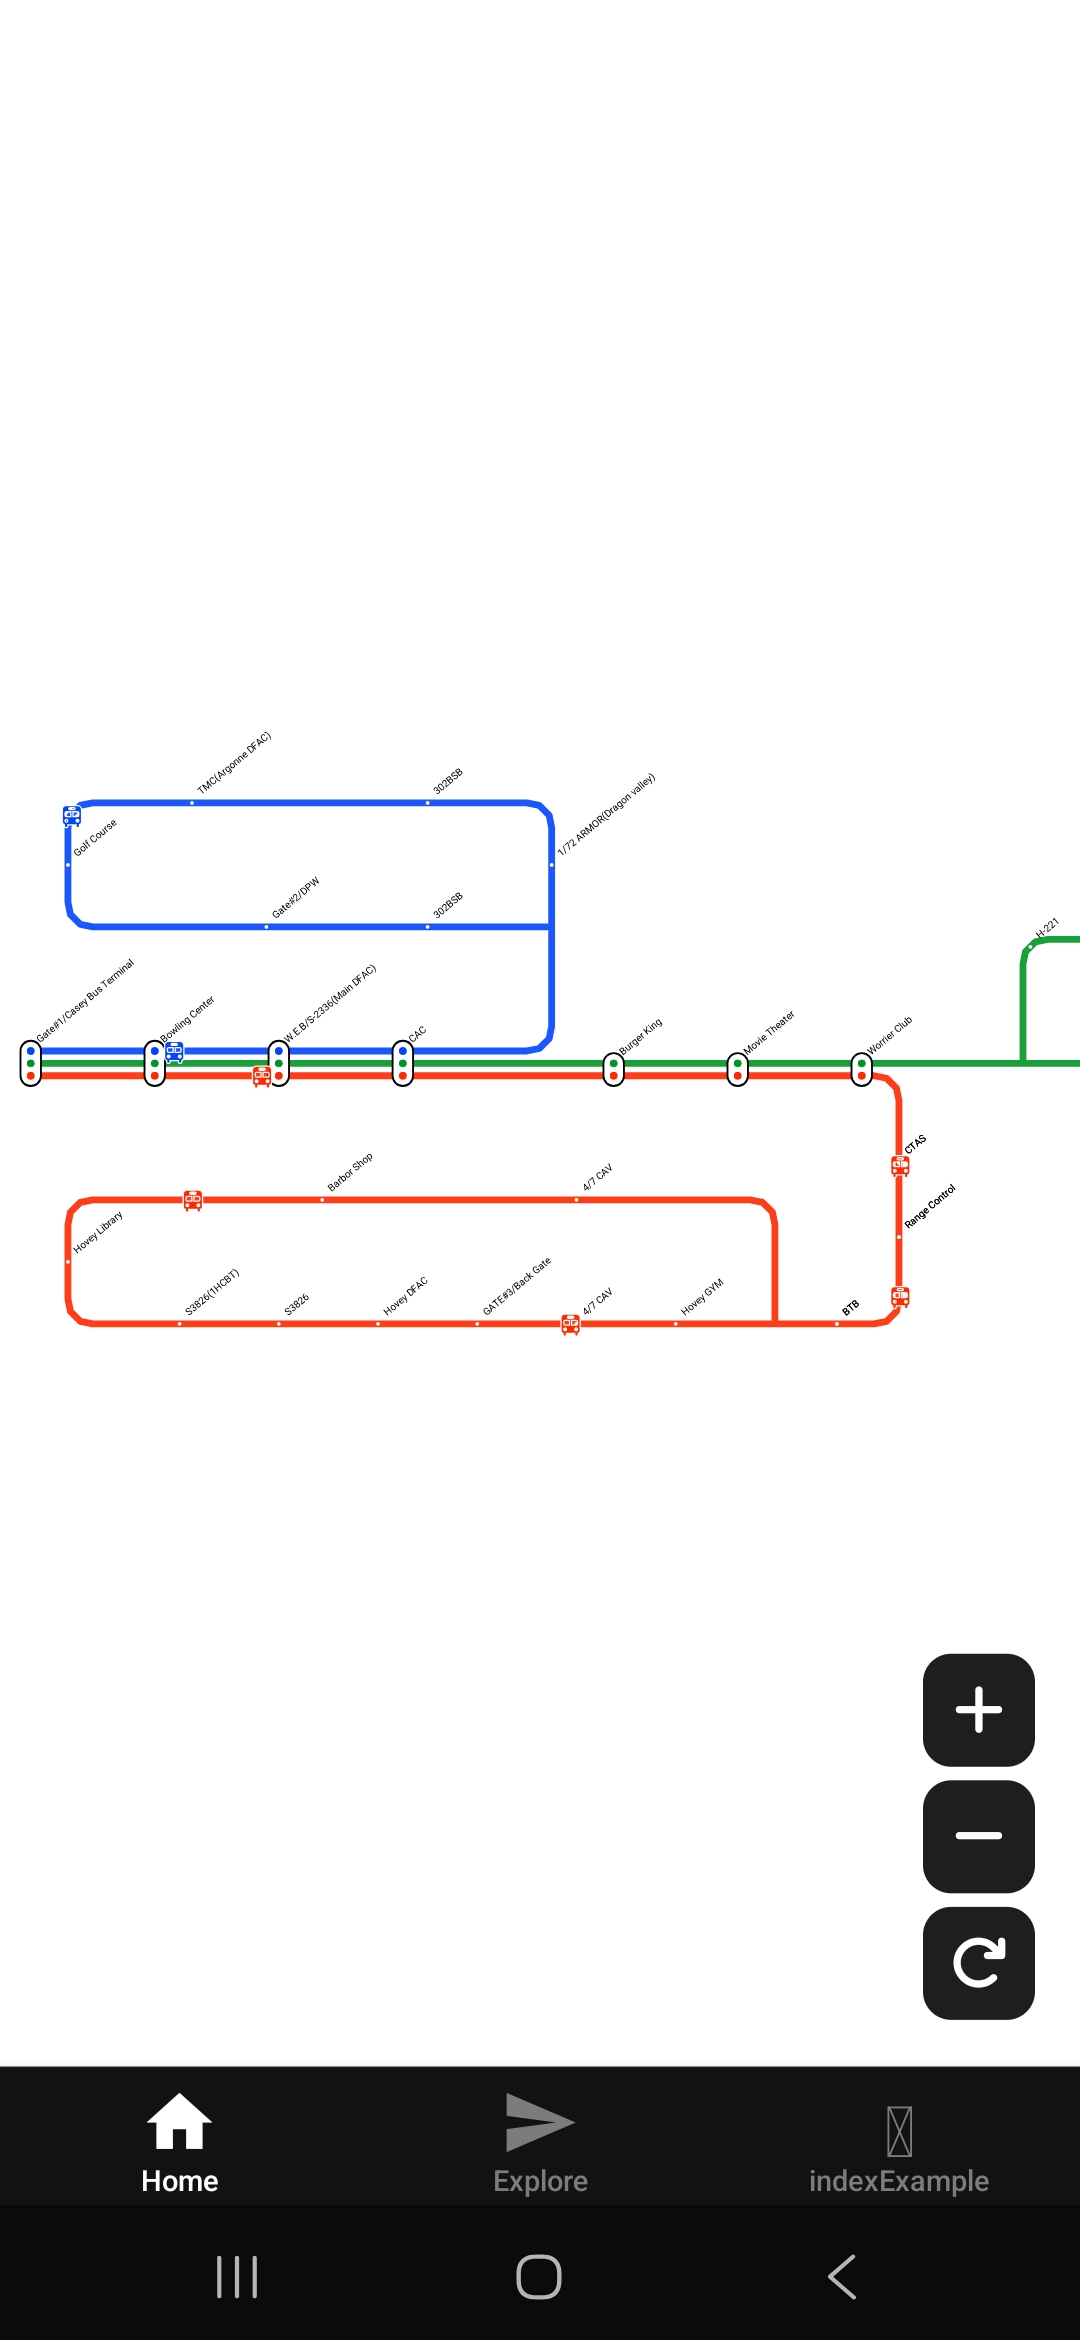 TMC(Argonne DFAC)
302BSB
1/72 ARMOR(Dragon valley)
Golf Course
Gate#2/DPW
302BSB
H-221
Gate#1/Casey Bus Terminal
Bowling Center
W.E.B/S-2336(Main DFAC)
CAC
Burger King
Movie Theater
Worrier Club
CTAS
Barbor Shop
4/7 CAV
Range Control
Hovey Library
S3826(1HCBT)
S3826
Hovey DFAC
GATE#3/Back Gate
4/7 CAV
Hovey GYM
BTB
Home
Explore
indexExample